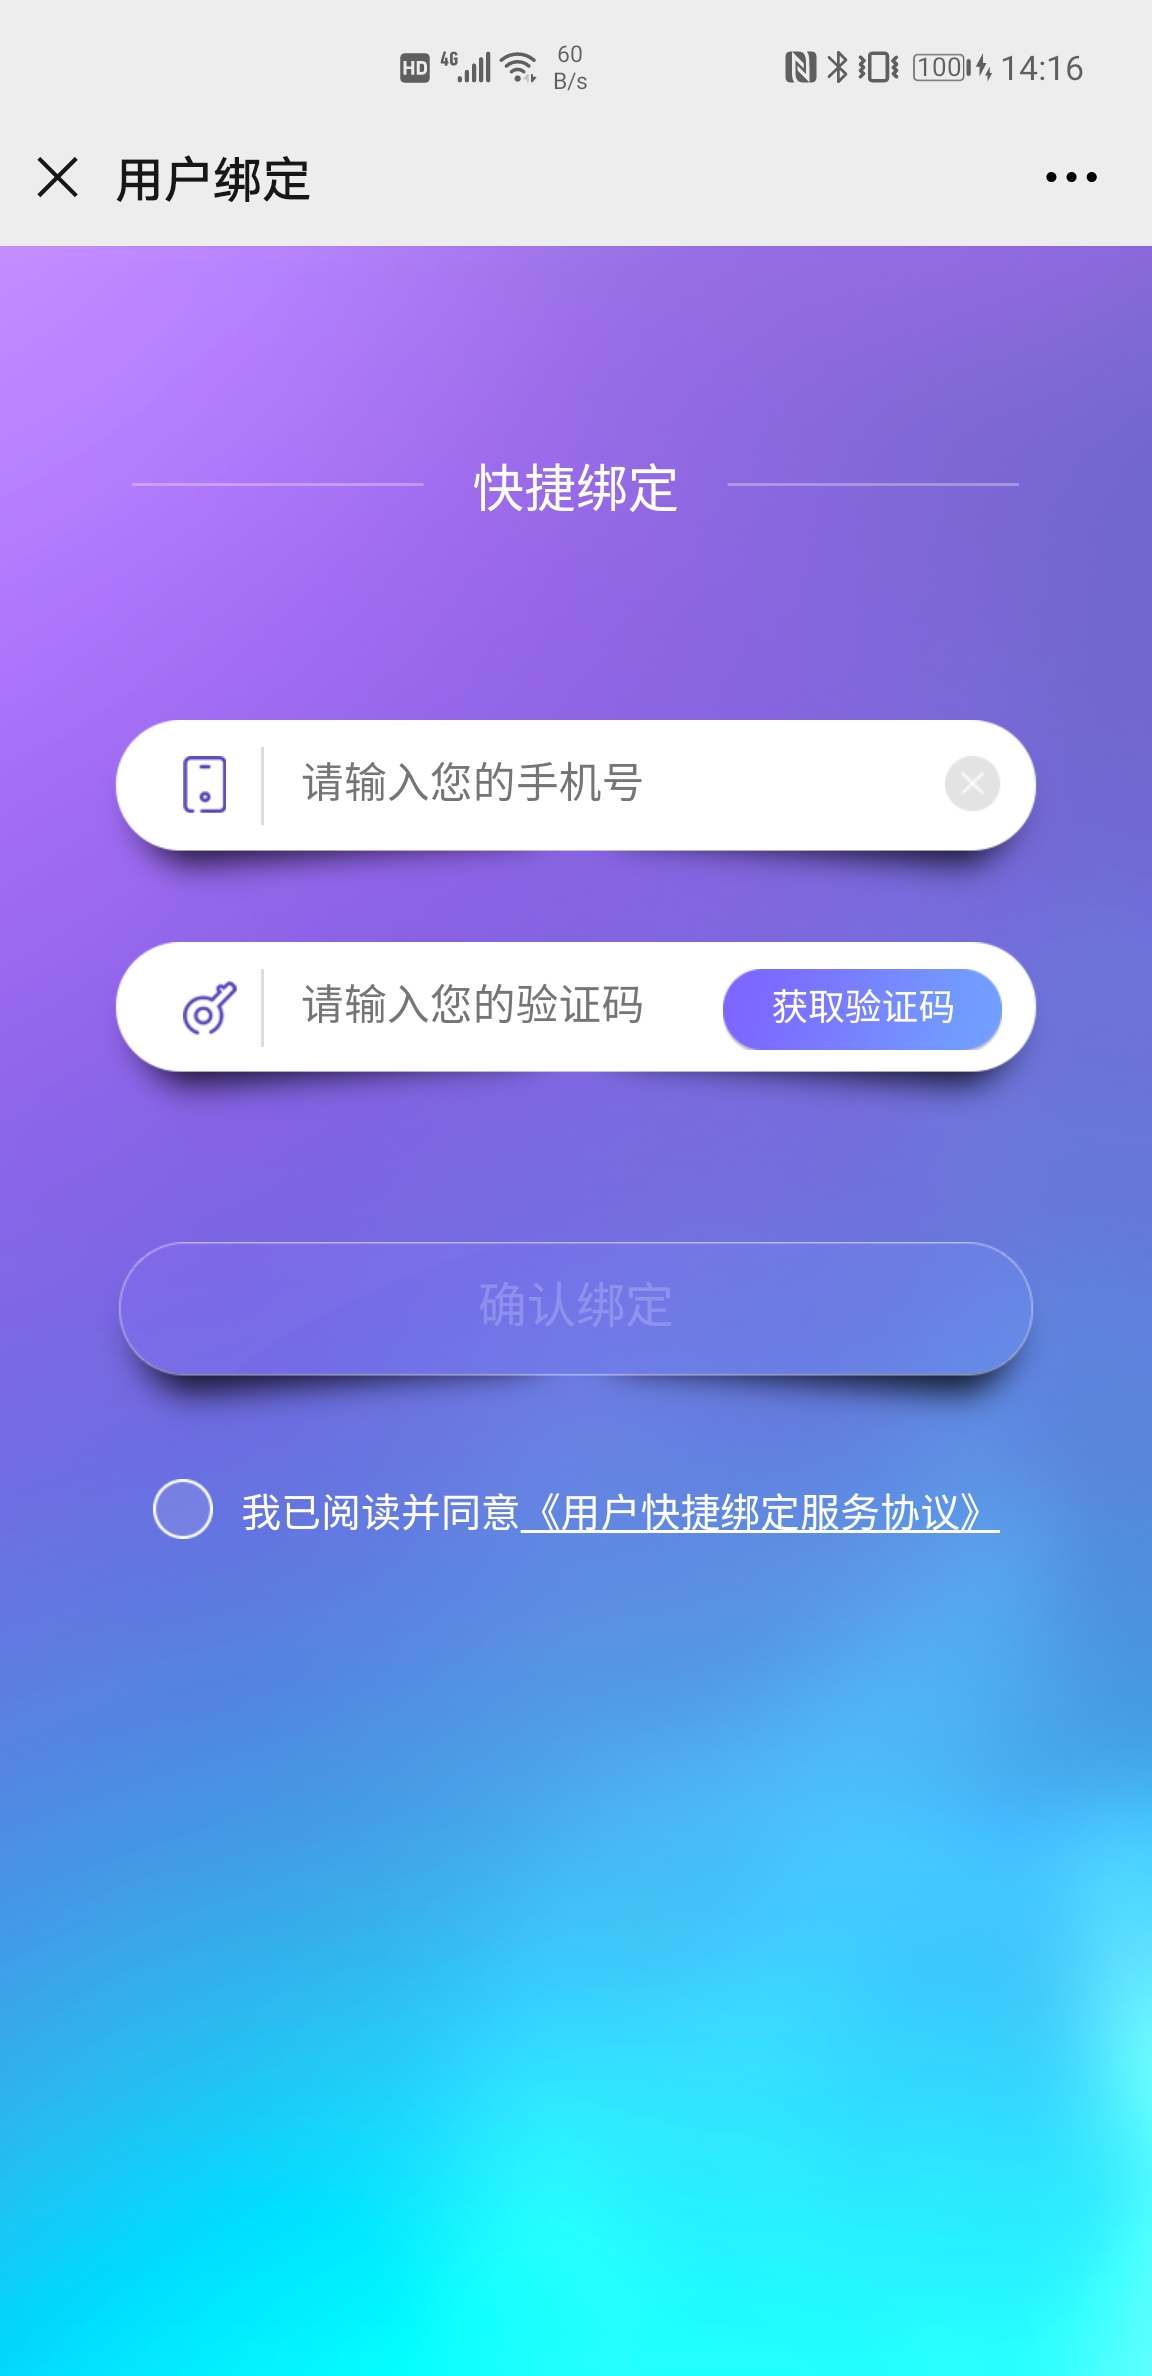 HD 4G 60 B/s 100 14:16
用户绑定
快捷绑定
请输入您的手机号
请输入您的验证码 获取验证码
确认绑定
我已阅读并同意《用户快捷绑定服务协议》